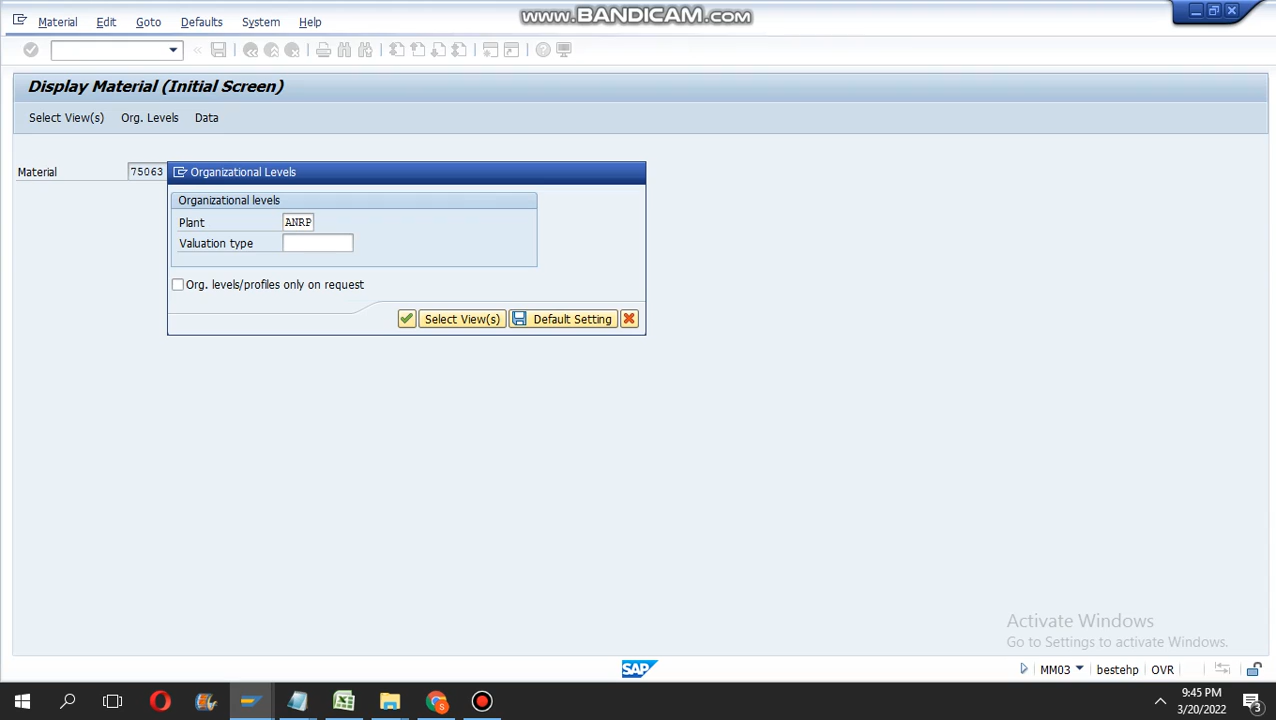 www.BANDICAM.com
Material Edit Goto Defaults System Help
Display Material (Initial Screen)
Select View(s) Org. Levels Data
Material 75063
Organizational Levels
Organizational levels
Plant ANRP
Valuation type
Org. levels/profiles only on request
Select View(s) Default Setting
Activate Windows
Go to Settings to activate Windows.
SAP
MM03 bestehp OVR
9:45 PM
3/20/2022
3